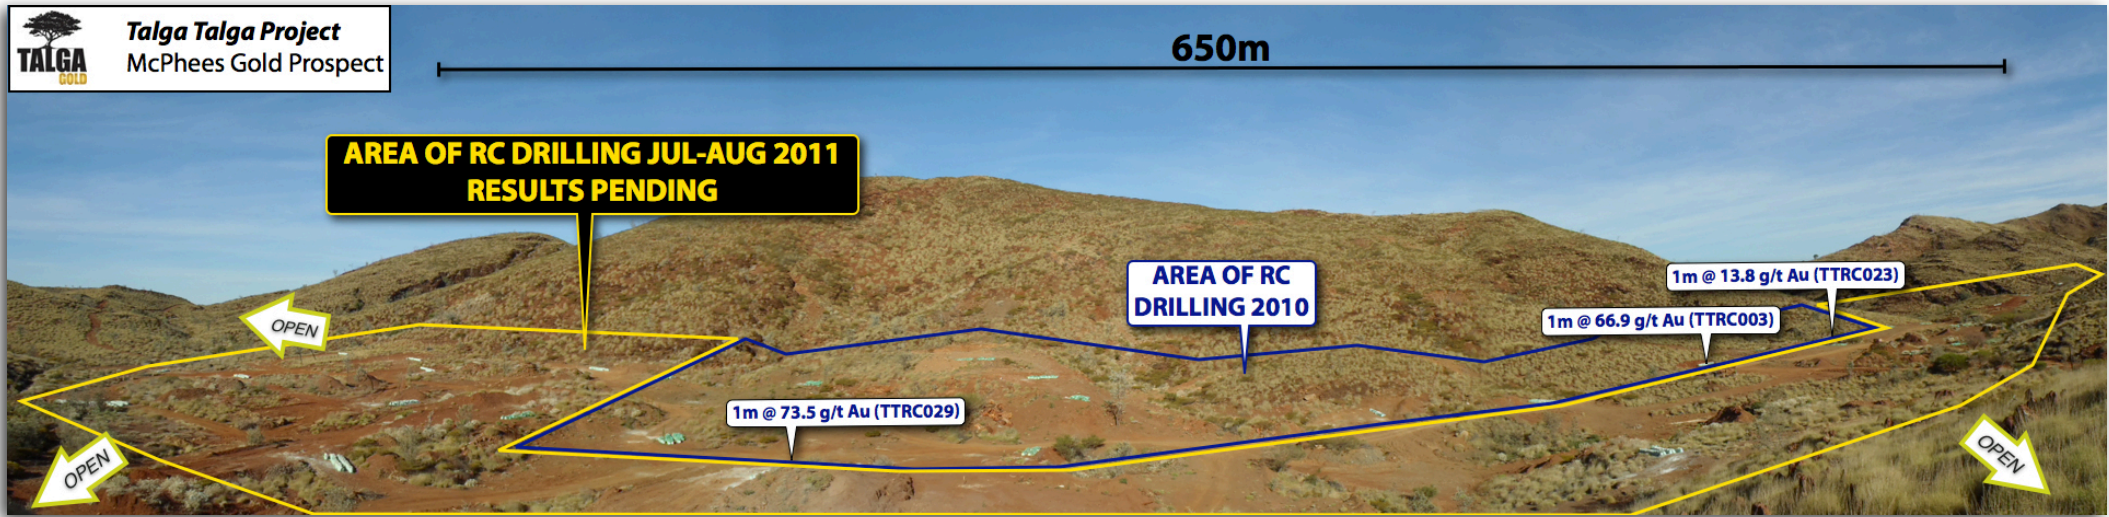 TALGA
GOLD
Talga Talga Project
McPhees Gold Prospect
650m
AREA OF RC DRILLING JUL-AUG 2011
RESULTS PENDING
AREA OF RC
DRILLING 2010
1m @ 13.8 g/t Au (TTRC023)
1m @ 66.9 g/t Au (TTRC003)
OPEN
1m @ 73.5 g/t Au (TTRC029)
OPEN
OPEN